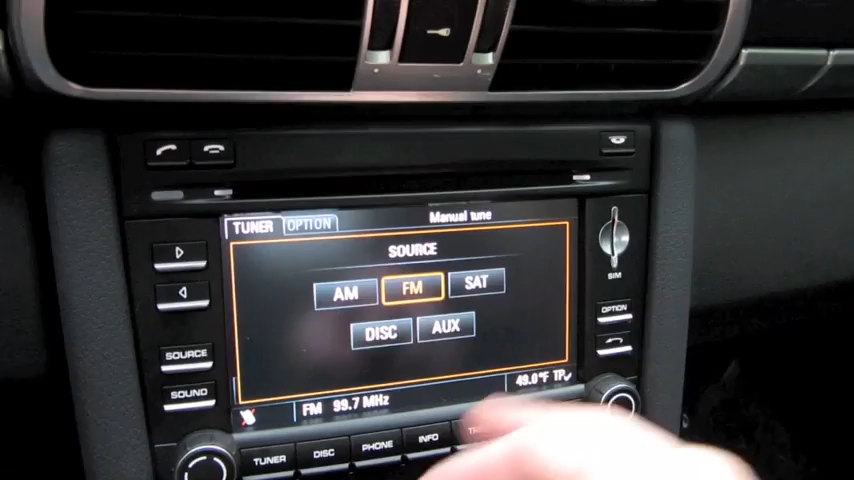 TUNER OPTION Manual tune
SOURCE
AM FM SAT
DISC AUX
49.0°F TP
FM 99.7 MHz
SOURCE
SOUND
SIM
OPTION
TUNER DISC PHONE INFO